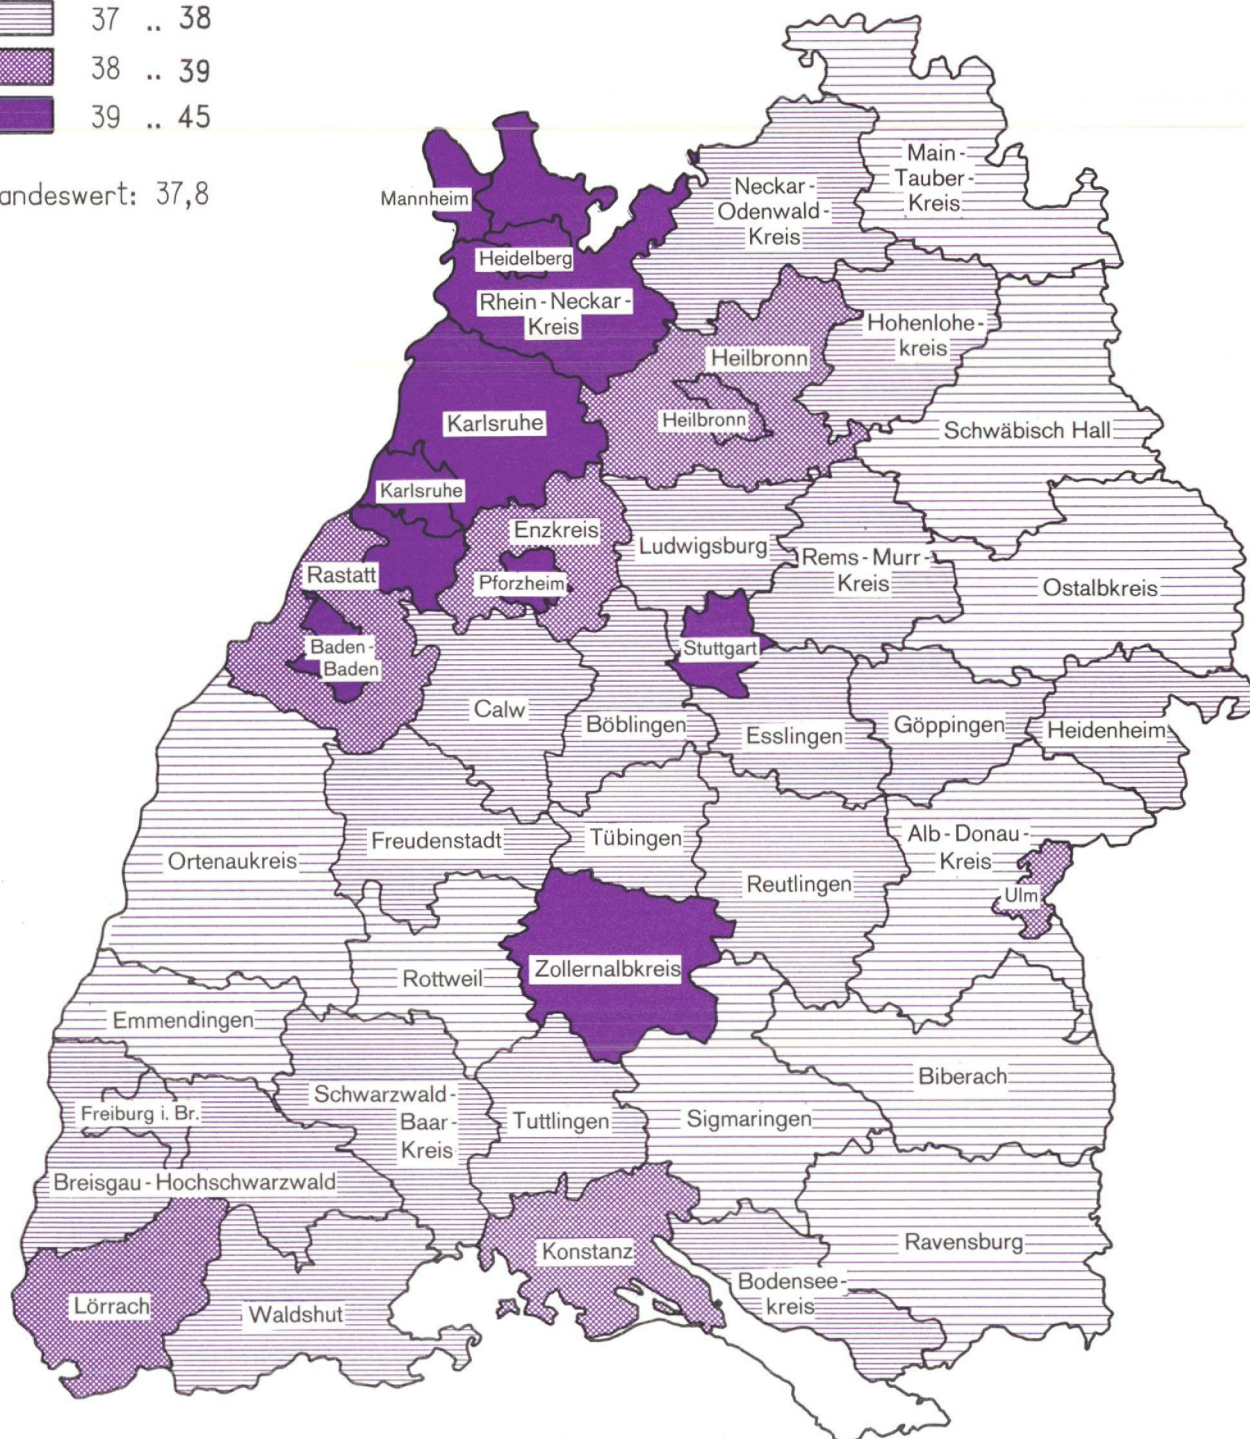 37 .. 38
38 .. 39
39 .. 45
andeswert: 37,8
Main-
Tauber-
Kreis
Neckar-
Odenwald-
Kreis
Mannheim
Heidelberg
Rhein-Neckar-
Kreis
Hohenlohe-
kreis
Heilbronn
Heilbronn
Karlsruhe
Schwäbisch Hall
Karlsruhe
Enzkreis
Ludwigsburg
Rems-Murr-
Kreis
Rastatt
Pforzheim
Ostalbkreis
Baden-
Baden
Stuttgart
Calw
Böblingen
Esslingen
Göppingen
Heidenheim
Freudenstadt
Tübingen
Alb-Donau-
Kreis
Ortenaukreis
Reutlingen
Ulm
Rottweil
Zollernalbkreis
Emmendingen
Schwarzwald-
Baar-
Kreis
Biberach
Freiburg i. Br.
Tuttlingen
Sigmaringen
Breisgau-Hochschwarzwald
Konstanz
Ravensburg
Lörrach
Waldshut
Bodensee-
kreis